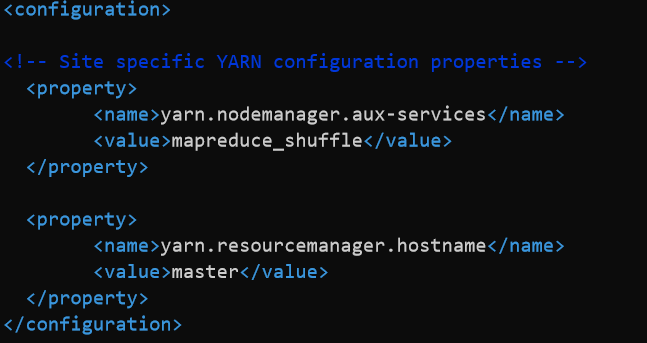 <configuration>
<!-- Site specific YARN configuration properties -->
<property>
<name>yarn.nodemanager.aux-services</name>
<value>mapreduce_shuffle</value>
</property>
<property>
<name>yarn.resourcemanager.hostname</name>
<value>master</value>
</property>
</configuration>